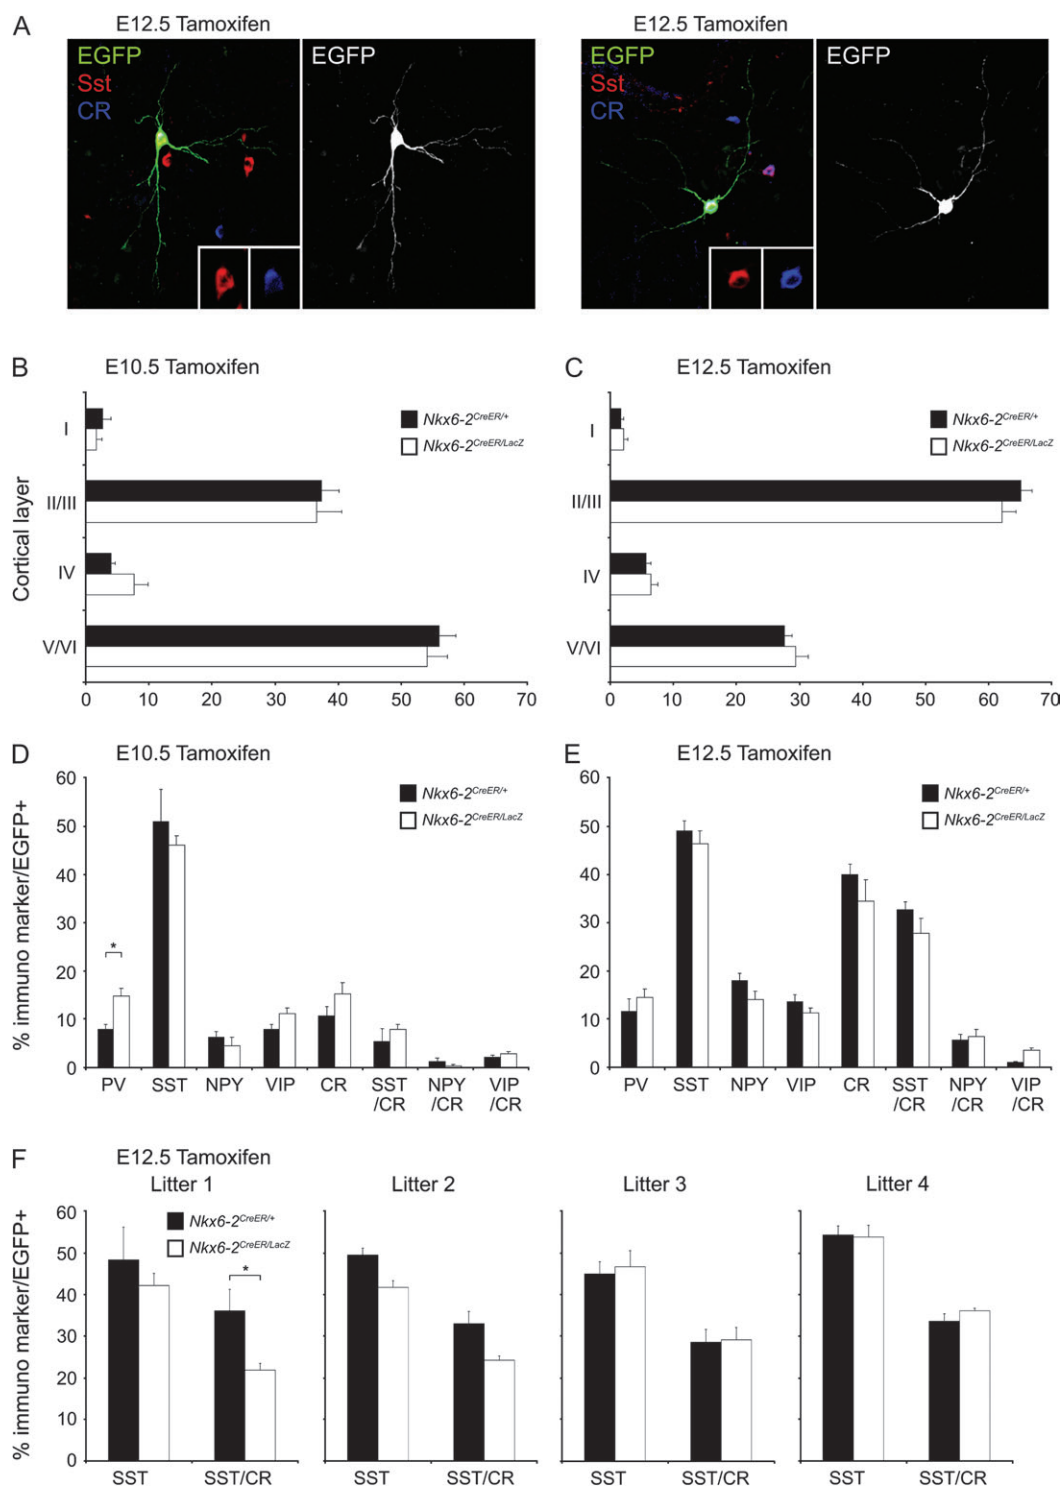 A
E12.5 Tamoxifen
EGFP
Sst
CR
EGFP
E12.5 Tamoxifen
EGFP
Sst
CR
EGFP
B
E10.5 Tamoxifen
Cortical layer
I
II/III
IV
V/VI
Nkx6-2CreER/+
Nkx6-2CreER/LacZ
0 10 20 30 40 50 60 70
C
E12.5 Tamoxifen
I
II/III
IV
V/VI
Nkx6-2CreER/+
Nkx6-2CreER/LacZ
0 10 20 30 40 50 60 70
D
E10.5 Tamoxifen
% immuno marker/EGFP+
60
50
40
30
20
10
0
Nkx6-2CreER/+
Nkx6-2CreER/LacZ
*
PV SST NPY VIP CR SST/CR NPY/CR VIP/CR
E
E12.5 Tamoxifen
60
50
40
30
20
10
0
Nkx6-2CreER/+
Nkx6-2CreER/LacZ
PV SST NPY VIP CR SST/CR NPY/CR VIP/CR
F
E12.5 Tamoxifen
% immuno marker/EGFP+
60
50
40
30
20
10
0
Litter 1
Nkx6-2CreER/+
Nkx6-2CreER/LacZ
*
SST SST/CR
Litter 2
SST SST/CR
Litter 3
SST SST/CR
Litter 4
SST SST/CR